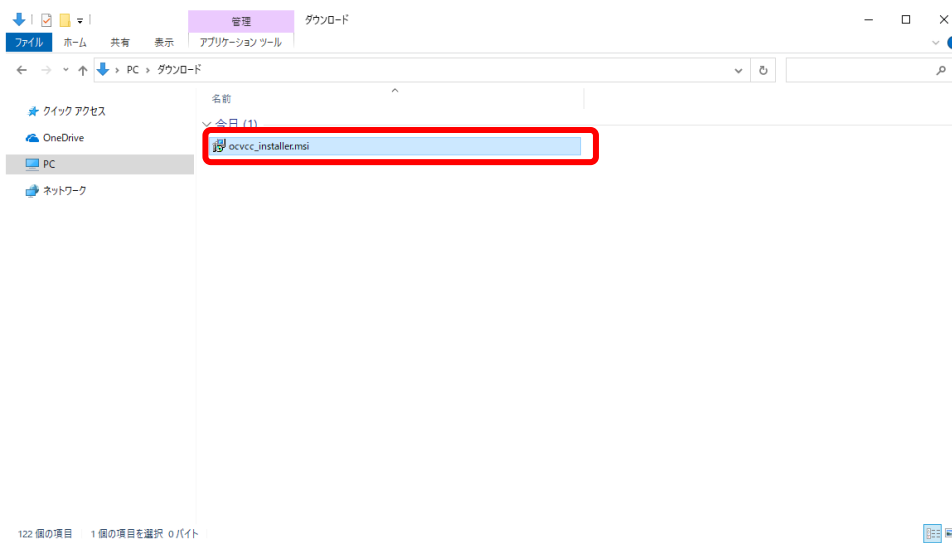 管理 ダウンロード
ファイル ホーム 共有 表示 アプリケーション ツール
PC ダウンロード
名前
クイック アクセス
今日 (1)
OneDrive
ocvcc_installer.msi
PC
ネットワーク
122 個の項目 1 個の項目を選択 0 バイト